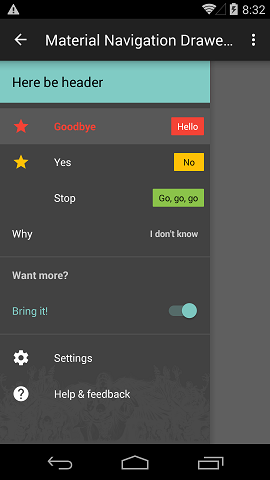 8:32
Material Navigation Drawe...
Here be header
Goodbye Hello
Yes No
Stop Go, go, go
Why I don't know
Want more?
Bring it!
Settings
Help & feedback